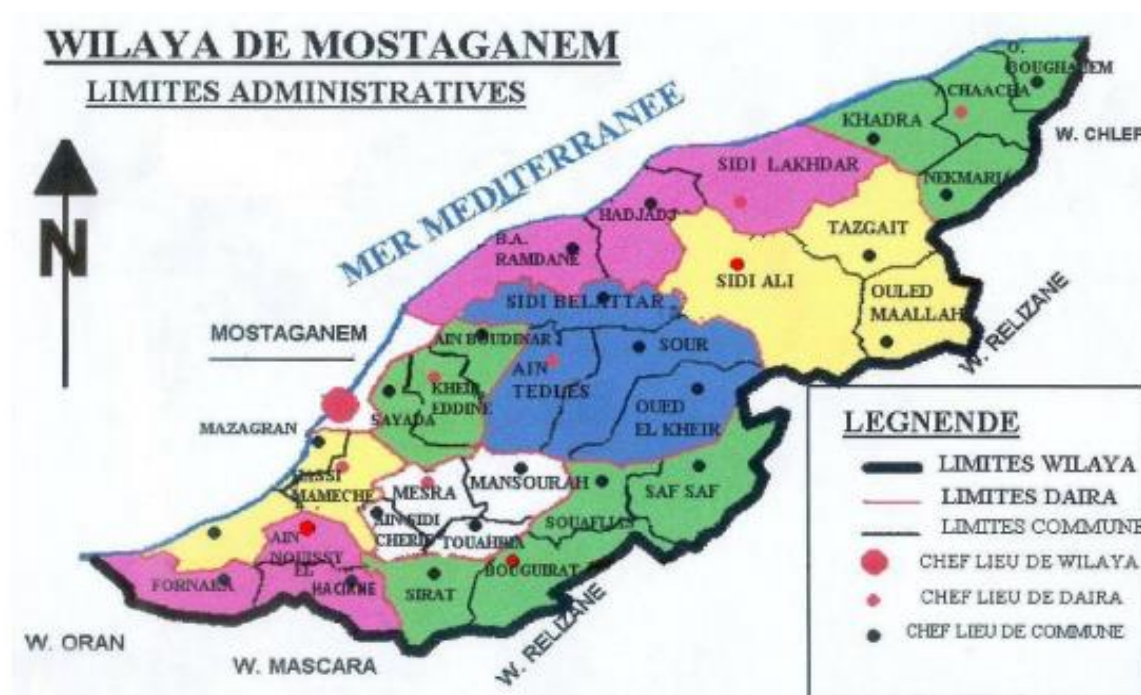 WILAYA DE MOSTAGANEM
LIMITES ADMINISTRATIVES
N
MER MEDITERRANEE
O.
BOUGHALEM
ACHAACHA
KHADRA
W. CHLEF
NEKMARIA
SIDI LAKHDAR
HADJADJ
TAZGAIT
B.A.
RAMDANE
SIDI ALI
OULED
MAALLAH
SIDI BELATTAR
W. RELIZANE
MOSTAGANEM
AIN BOUDINAR
SOUR
AIN
TEDLES
KHEIR
EDDINE
SAYADA
OUED
EL KHEIR
MAZAGRAN
MAMECHE
MESRA
MANSOURAH
SAF SAF
AIN SIDI
CHERIF
TOUAHRIA
SOUAFLIAS
AIN
NOUISSY
EL
HACIANE
FORNAKA
SIRAT
BOUGUIRAT
W. RELIZANE
W. ORAN
W. MASCARA
LEGNENDE
LIMITES WILAYA
LIMITES DAIRA
LIMITES COMMUNE
CHEF LIEU DE WILAYA
CHEF LIEU DE DAIRA
CHEF LIEU DE COMMUNE